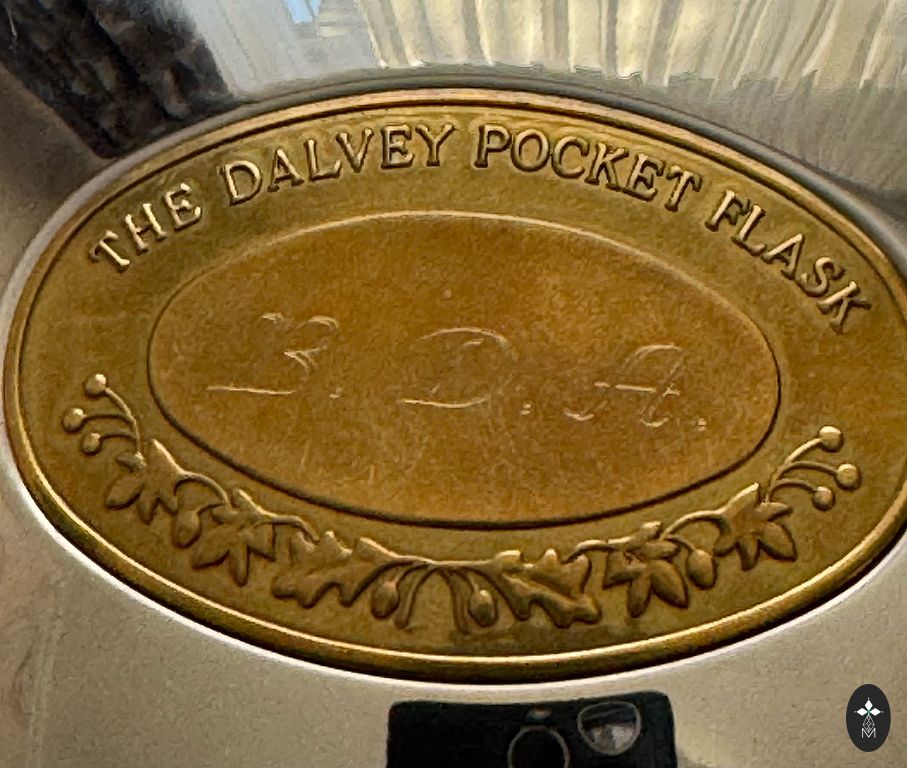 THE DALVEY POCKET FLASK
B. D. A.